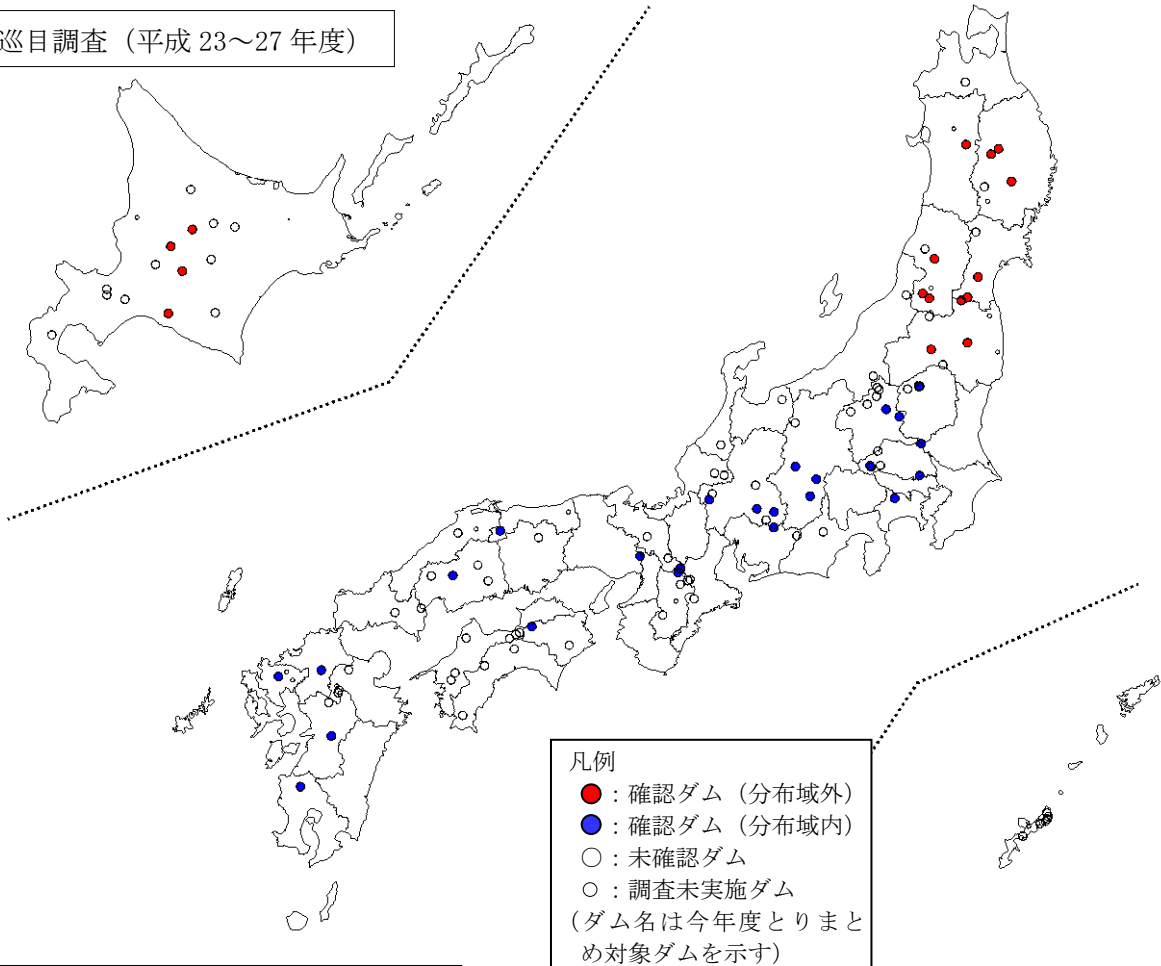 巡目調査（平成 23～27 年度）
凡例
：確認ダム（分布域外）
：確認ダム（分布域内）
○：未確認ダム
○：調査未実施ダム
（ダム名は今年度とりまと
め対象ダムを示す）